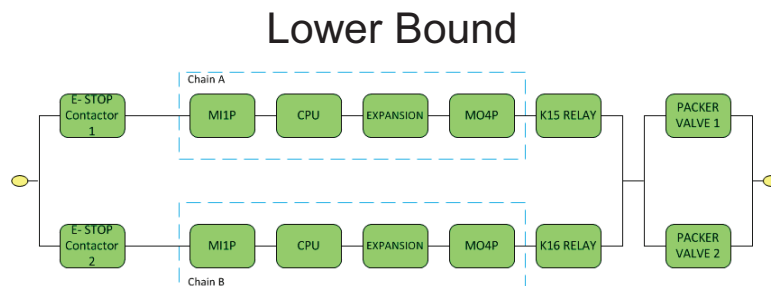 Lower Bound
Chain A
E- STOP
Contactor
1
MI1P
CPU
EXPANSION
MO4P
K15 RELAY
PACKER
VALVE 1
E- STOP
Contactor
2
MI1P
CPU
EXPANSION
MO4P
K16 RELAY
PACKER
VALVE 2
Chain B